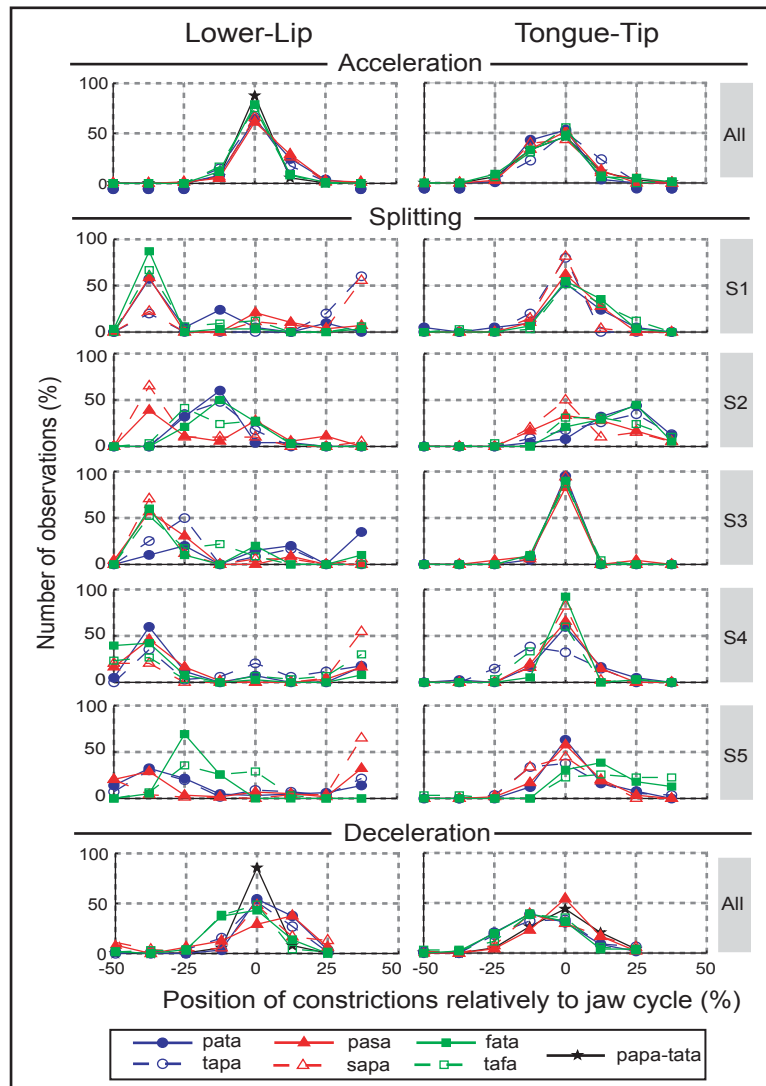 Lower-Lip Tongue-Tip
Acceleration
100
50
0
All
Splitting
100
50
0
S1
100
50
0
S2
100
50
0
S3
100
50
0
S4
100
50
0
S5
Number of observations (%)
Deceleration
100
50
0
All
-50 -25 0 25 50 -50 -25 0 25 50
Position of constrictions relatively to jaw cycle (%)
pata pasa fata papa-tata
tapa sapa tafa